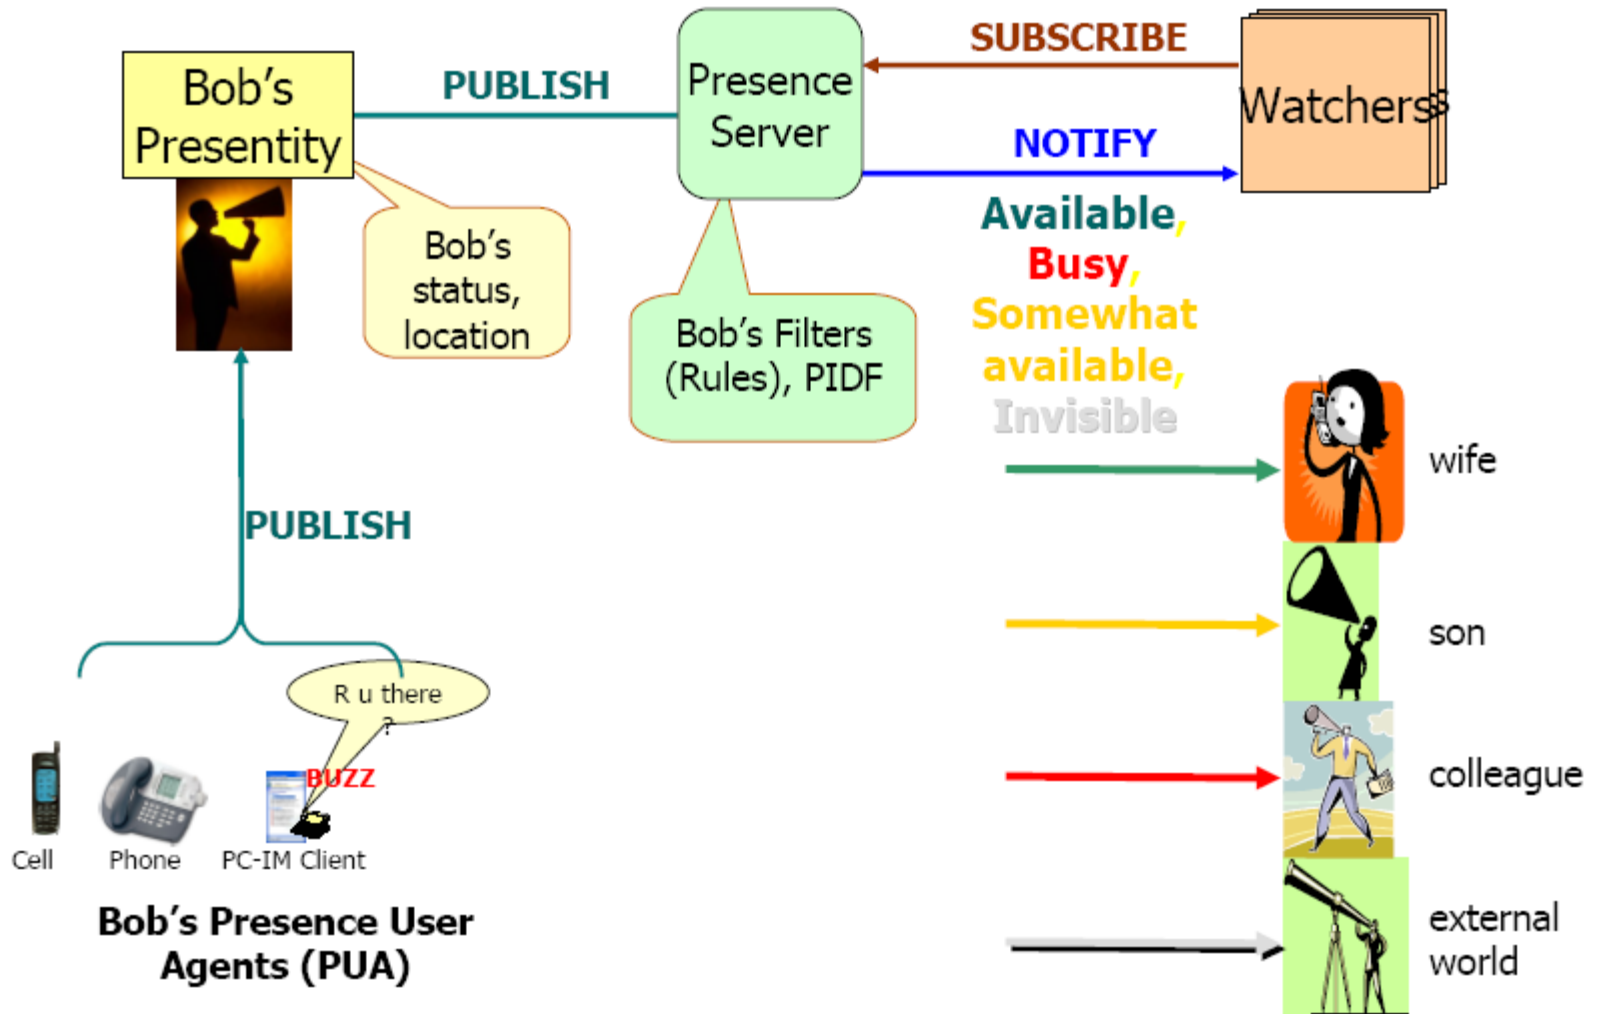 Bob's
Presentity
PUBLISH
Presence
Server
SUBSCRIBE
NOTIFY
Watchers
s
Bob's
status,
location
Bob's Filters
(Rules), PIDF
Available,
Busy,
Somewhat
available,
Invisible
wife
son
colleague
external
world
PUBLISH
R u there
?
BUZZ
Cell
Phone
PC-IM Client
Bob's Presence User
Agents (PUA)